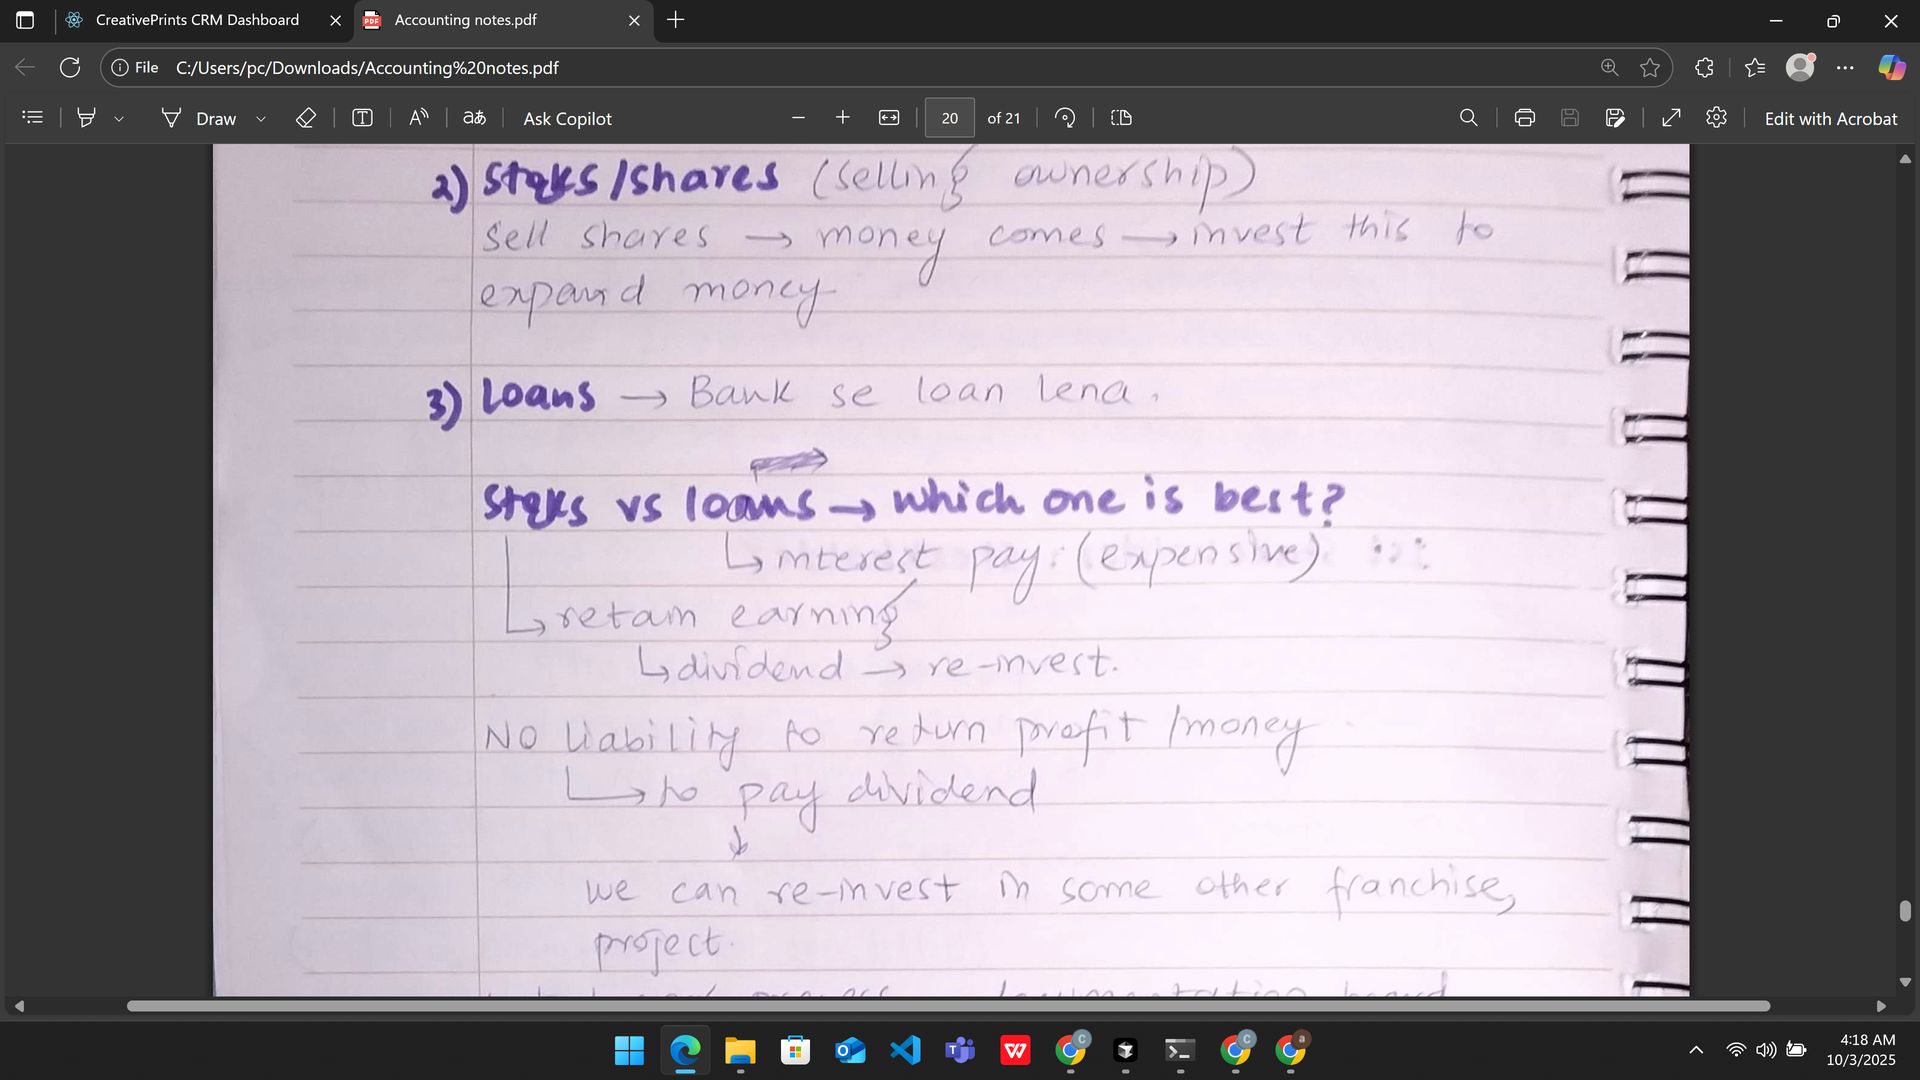 CreativePrints CRM Dashboard
Accounting notes.pdf
File C:/Users/pc/Downloads/Accounting%20notes.pdf
Draw
Ask Copilot
20 of 21
Edit with Acrobat
2) Stqks/shares (selling ownership)
Sell shares → money comes → invest this to
expand money
3) Loans → Bank se loan lena.
Stqks vs loans → which one is best?
↳ interest pay. (expensive)
↳ retain earning
↳ dividend → re-invest.
NO liability to return profit /money
↳ to pay dividend
↓
we can re-invest in some other franchise,
project.
4:18 AM
10/3/2025